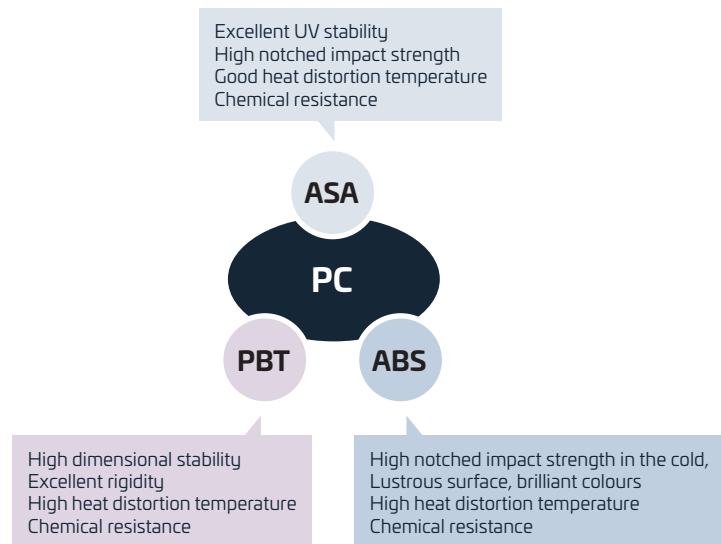 Excellent UV stability
High notched impact strength
Good heat distortion temperature
Chemical resistance
ASA
PC
PBT
ABS
High dimensional stability
Excellent rigidity
High heat distortion temperature
Chemical resistance
High notched impact strength in the cold,
Lustrous surface, brilliant colours
High heat distortion temperature
Chemical resistance